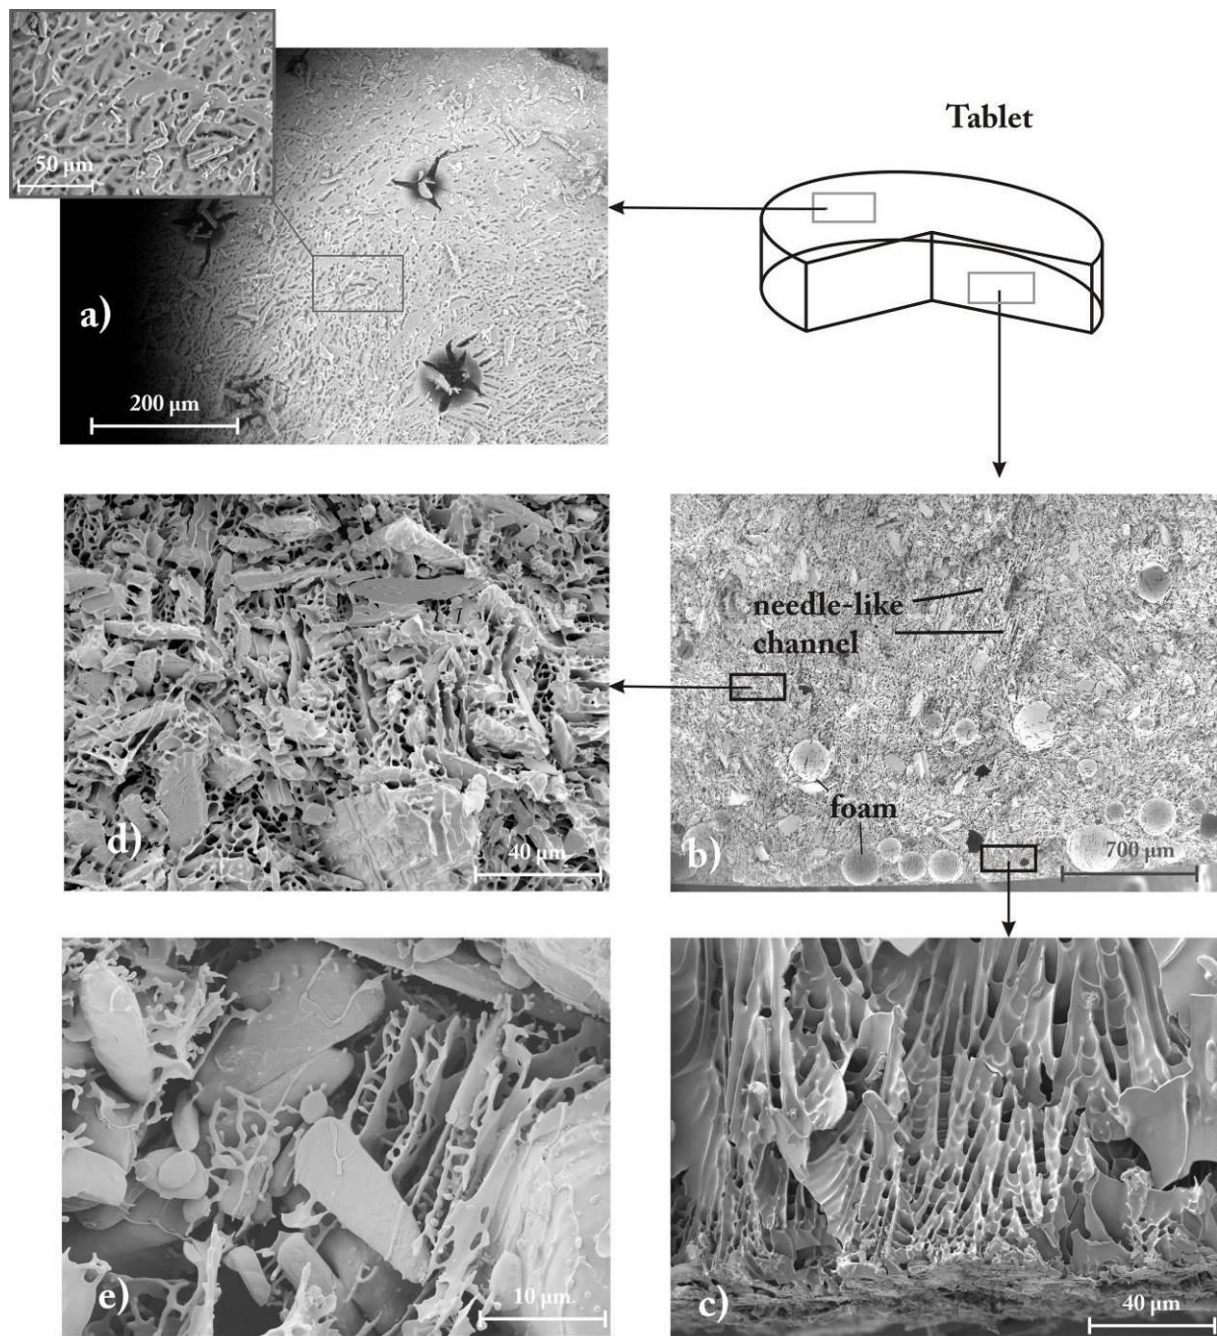 50 µm
Tablet
a)
200 µm
needle-like
channel
foam
d)
40 µm
b)
700 µm
e)
10 µm
c)
40 µm